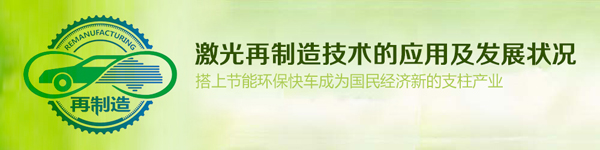 REMANUFACTURING
再制造
激光再制造技术的应用及发展状况
搭上节能环保快车成为国民经济新的支柱产业